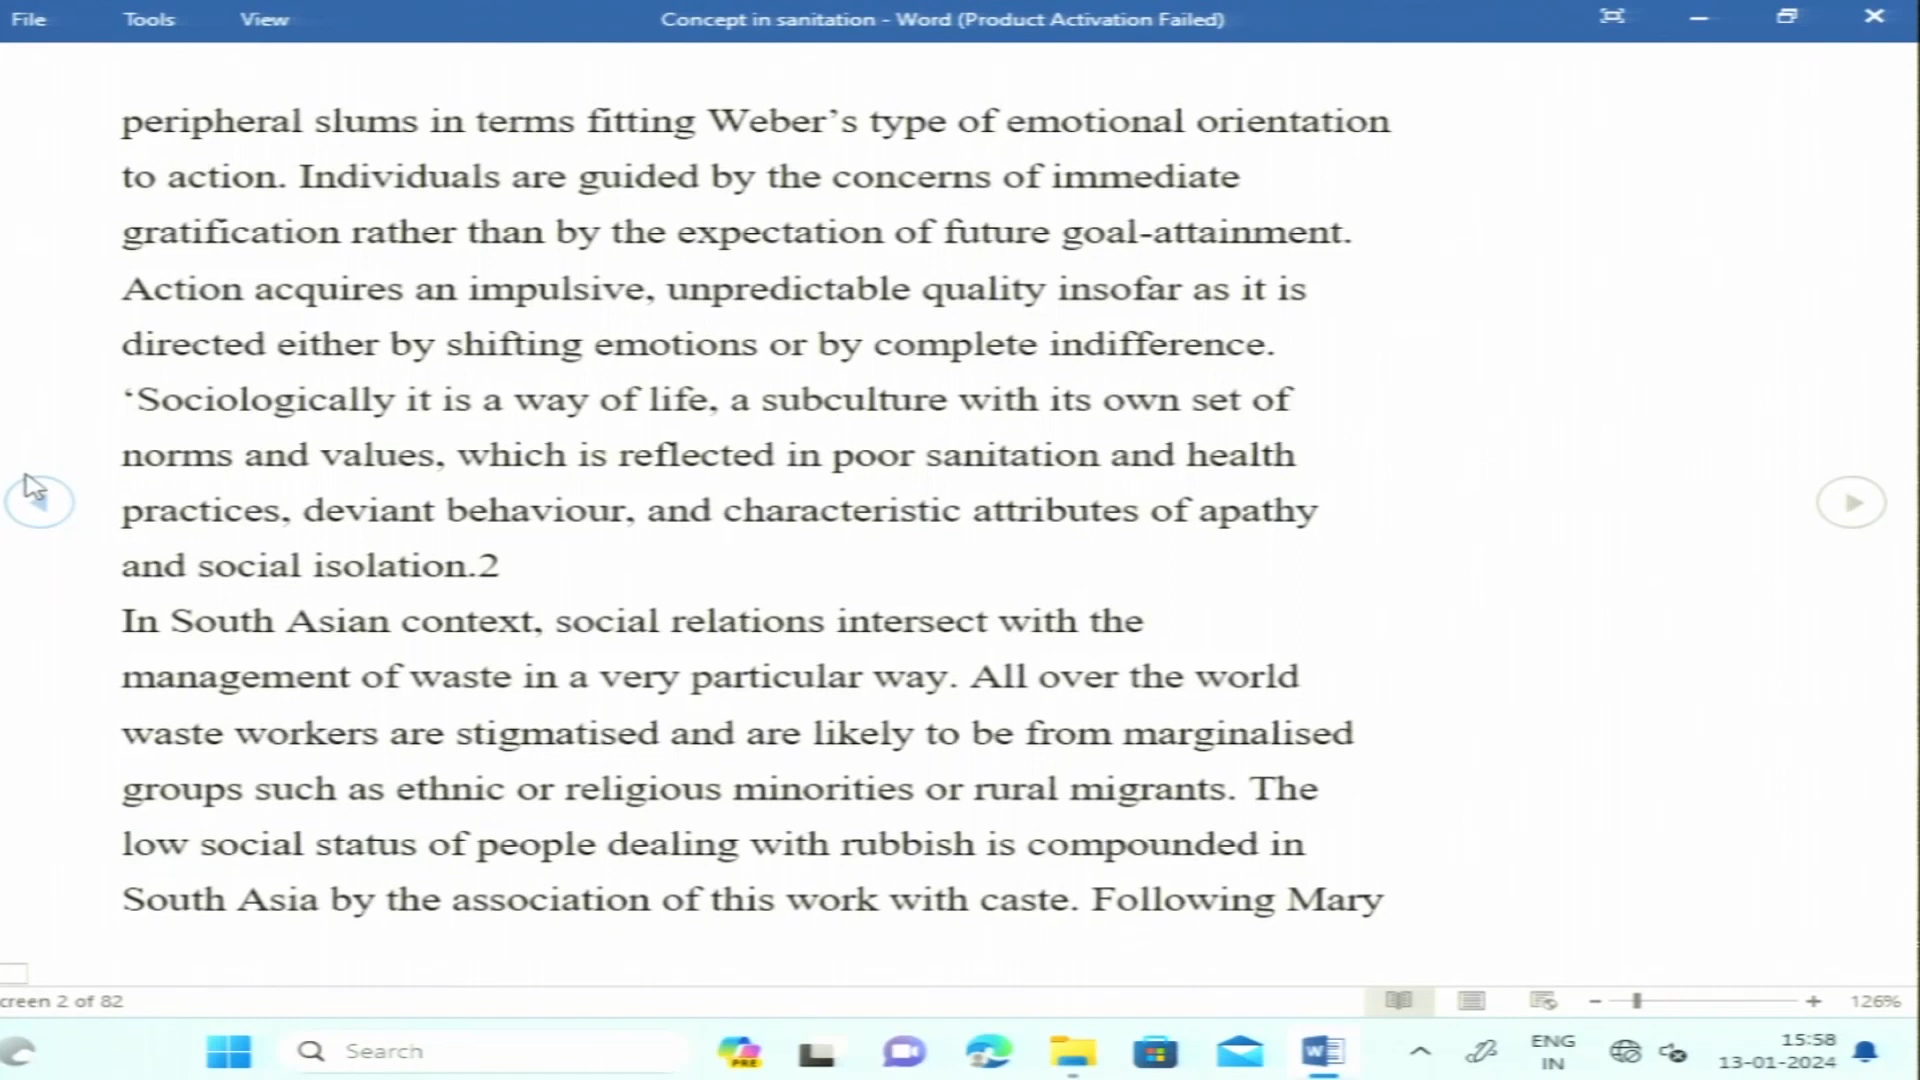 File Tools View Concept in sanitation - Word (Product Activation Failed)
peripheral slums in terms fitting Weber’s type of emotional orientation
to action. Individuals are guided by the concerns of immediate
gratification rather than by the expectation of future goal-attainment.
Action acquires an impulsive, unpredictable quality insofar as it is
directed either by shifting emotions or by complete indifference.
‘Sociologically it is a way of life, a subculture with its own set of
norms and values, which is reflected in poor sanitation and health
practices, deviant behaviour, and characteristic attributes of apathy
and social isolation.2
In South Asian context, social relations intersect with the
management of waste in a very particular way. All over the world
waste workers are stigmatised and are likely to be from marginalised
groups such as ethnic or religious minorities or rural migrants. The
low social status of people dealing with rubbish is compounded in
South Asia by the association of this work with caste. Following Mary
creen 2 of 82 126%
Search PRE W ENG 15:58
IN 13-01-2024